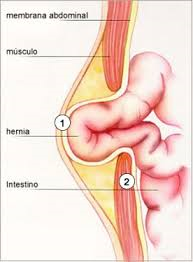 membrana abdominal
músculo
1
hernia
2
Intestino